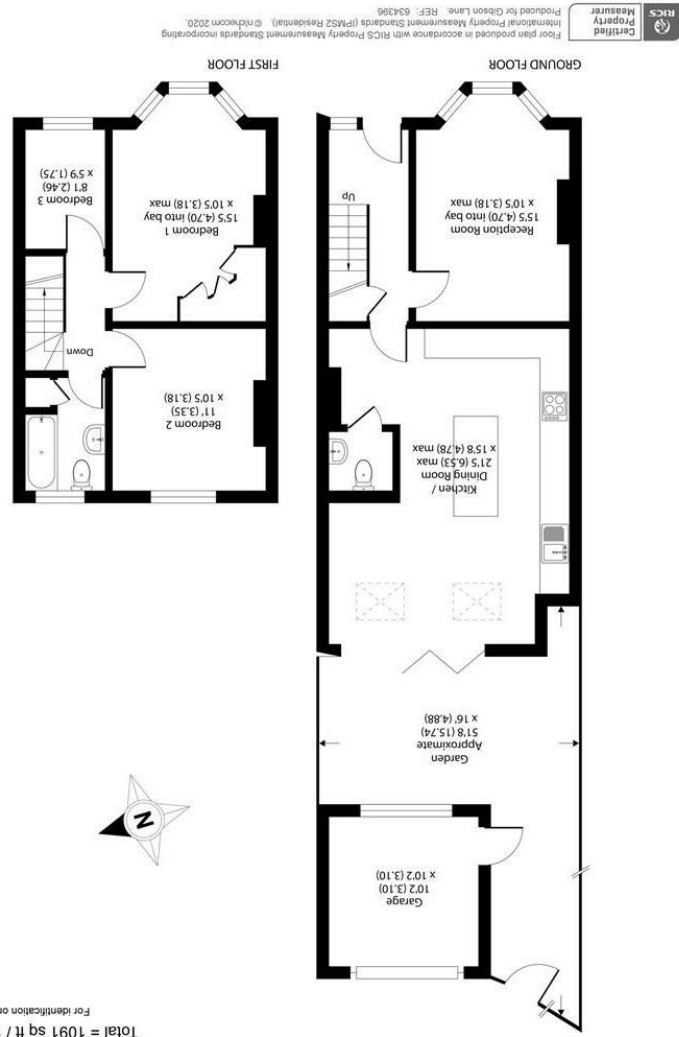 Total = 1091 sq ft /
For identification on
Garage
10'2 (3.10)
x 10'2 (3.10)
N
Garden
Approximate
51'8 (15.74)
x 16' (4.88)
Kitchen /
Dining Room
21'5 (6.53) max
x 15'8 (4.78) max
Reception Room
15'5 (4.70) into bay
x 10'5 (3.18) max
Up
GROUND FLOOR
Bedroom 2
11' (3.35)
x 10'5 (3.18)
Down
Bedroom 1
15'5 (4.70) into bay
x 10'5 (3.18) max
Bedroom 3
8'1 (2.46)
x 5'9 (1.75)
FIRST FLOOR
RICS
Certified
Property
Measurer
Floor plan produced in accordance with RICS Property Measurement Standards incorporating
International Property Measurement Standards (IPMS2 Residential). ©nichecom 2020.
Produced for Gibson Lane. REF: 634396